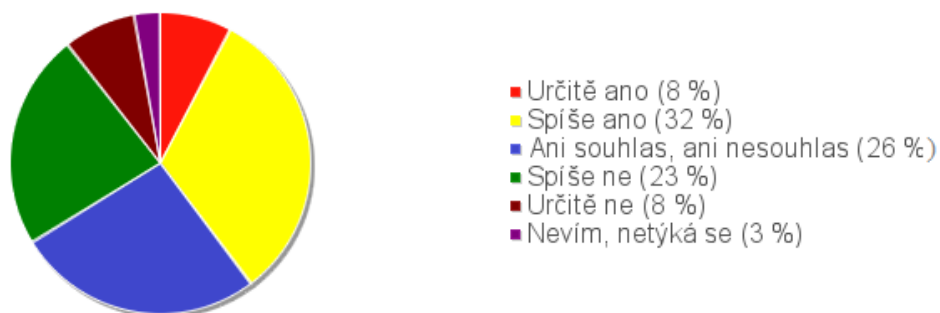 Určitě ano (8 %)
Spíše ano (32 %)
Ani souhlas, ani nesouhlas (26 %)
Spíše ne (23 %)
Určitě ne (8 %)
Nevím, netýká se (3 %)